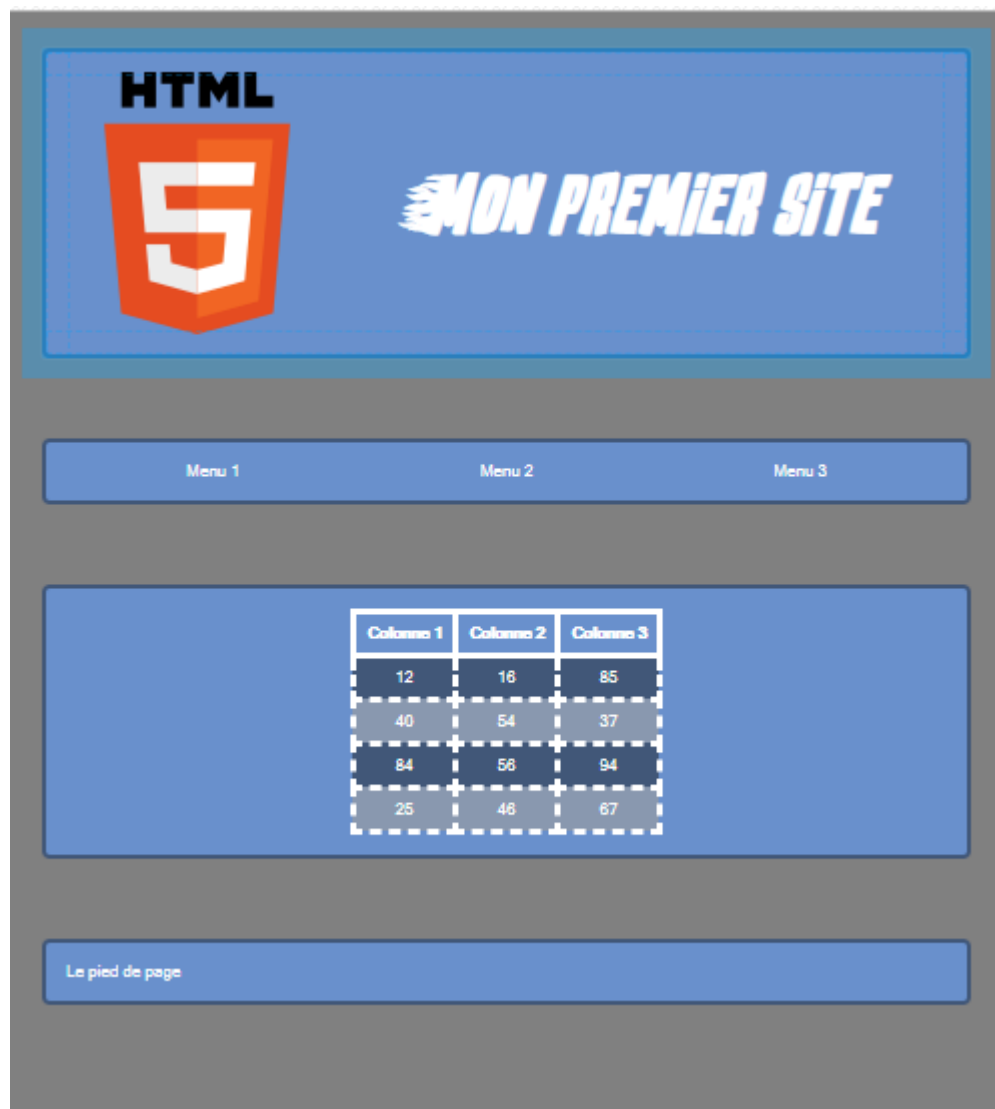 HTML
5
MON PREMiER SiTE
Menu 1 Menu 2 Menu 3
Colonne 1 Colonne 2 Colonne 3
12 16 85
40 54 37
84 56 94
25 46 67
Le pied de page